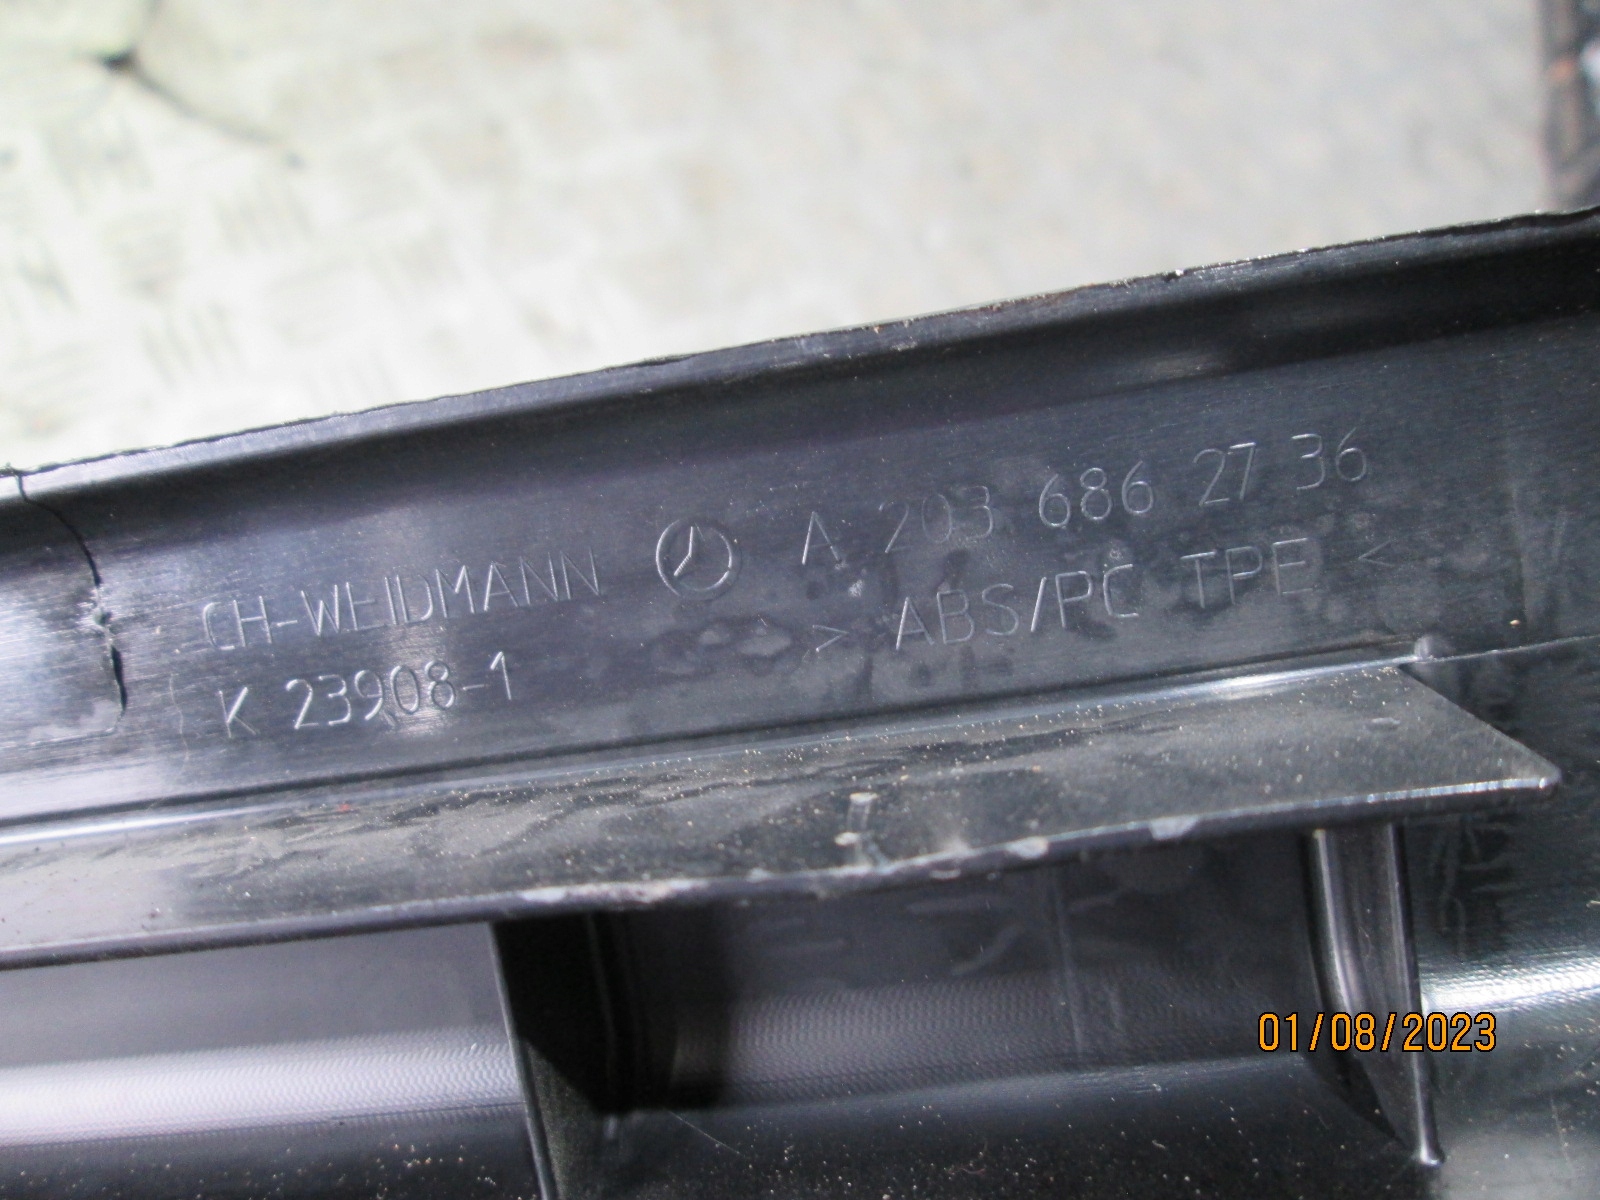 CH-WEIDMANN A 203 686 27 36
K 23908-1 > ABS/PC TPE <
01/08/2023